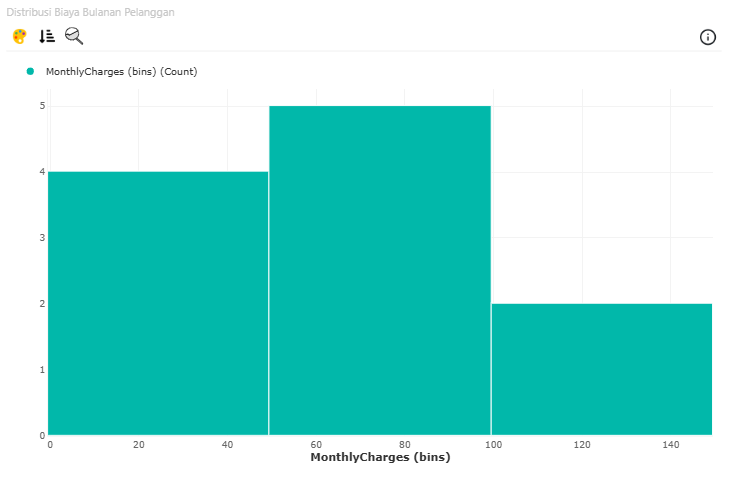 Distribusi Biaya Bulanan Pelanggan
MonthlyCharges (bins) (Count)
5
4
3
2
1
0
0 20 40 60 80 100 120 140
MonthlyCharges (bins)